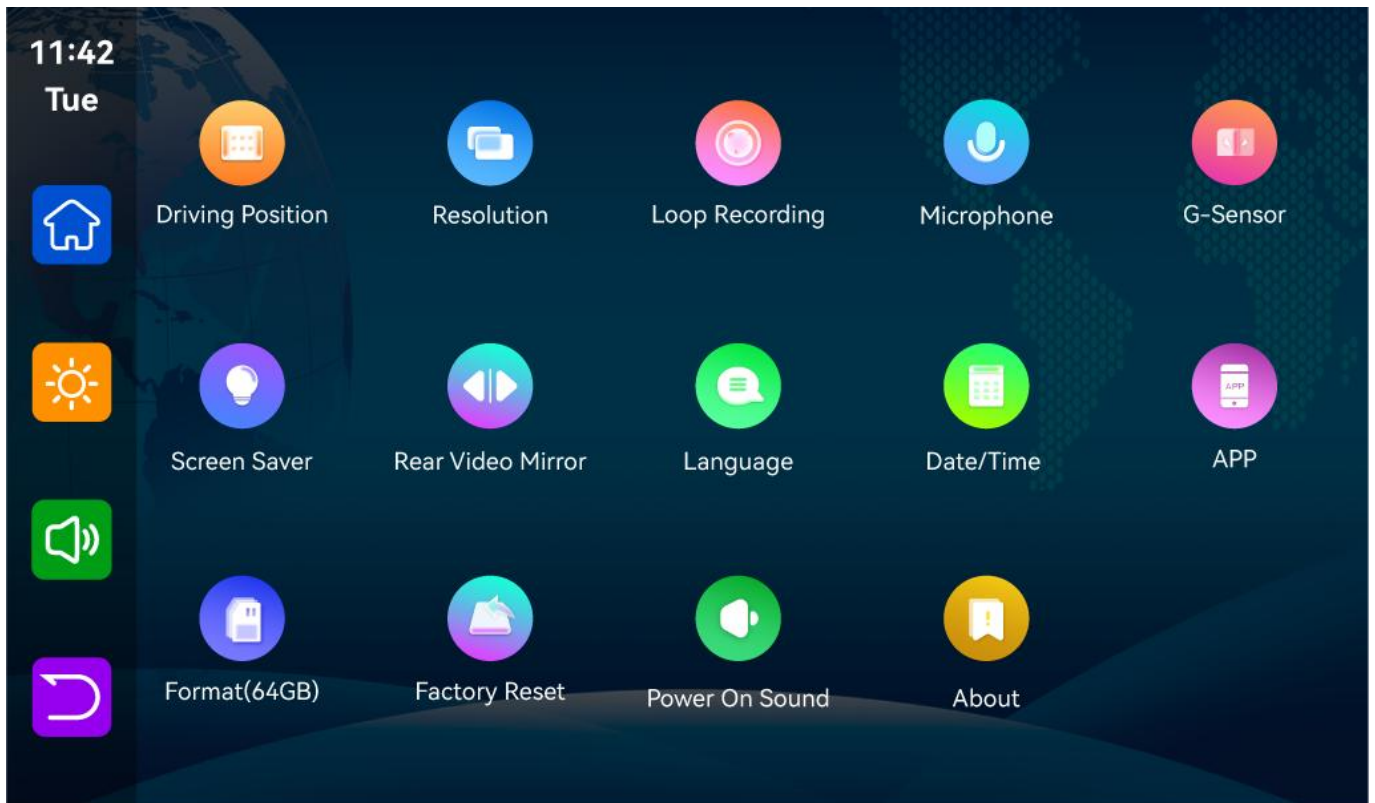 11:42
Tue
Driving Position
Resolution
Loop Recording
Microphone
G-Sensor
Screen Saver
Rear Video Mirror
Language
Date/Time
APP
APP
Format(64GB)
Factory Reset
Power On Sound
About